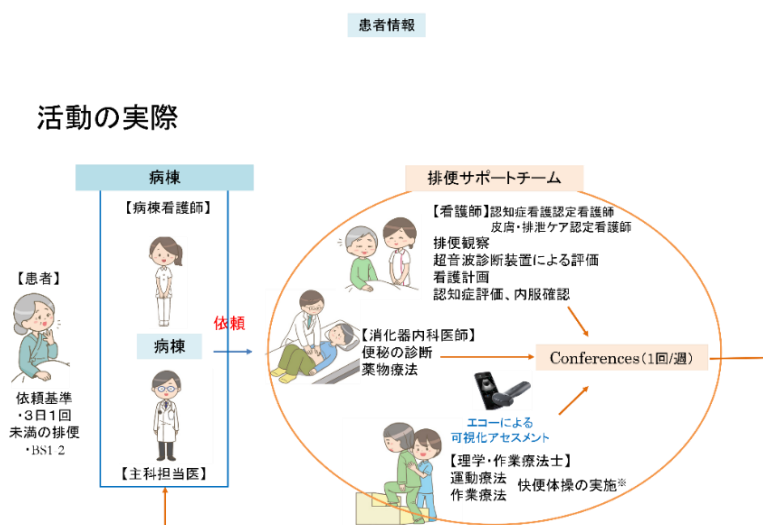 患者情報
活動の実際
病棟
【病棟看護師】
【患者】
依頼基準
・3日1回
未満の排便
・BS1-2
病棟
【主科担当医】
依頼
排便サポートチーム
【看護師】認知症看護認定看護師
皮膚・排泄ケア認定看護師
排便観察
超音波診断装置による評価
看護計画
認知症評価、内服確認
【消化器内科医師】
便秘の診断
薬物療法
Conferences(1回/週)
エコーによる
可視化アセスメント
【理学・作業療法士】
運動療法
作業療法
快便体操の実施※